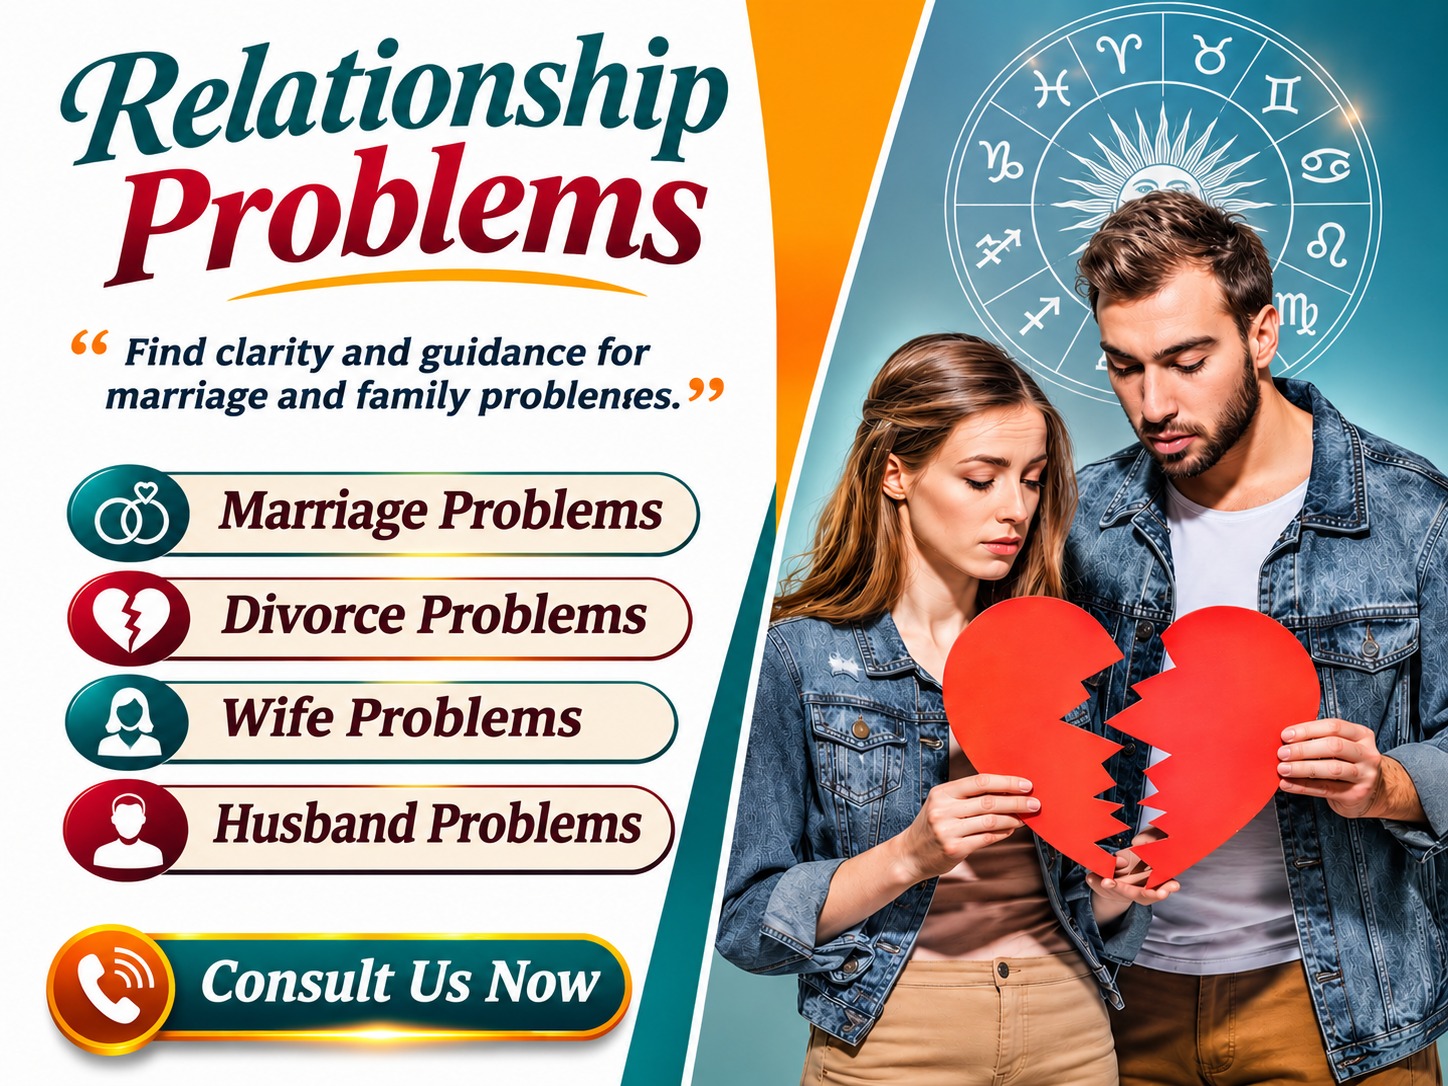 Relationship
Problems
“ Find clarity and guidance for
marriage and family problemes. ”
Marriage Problems
Divorce Problems
Wife Problems
Husband Problems
Consult Us Now